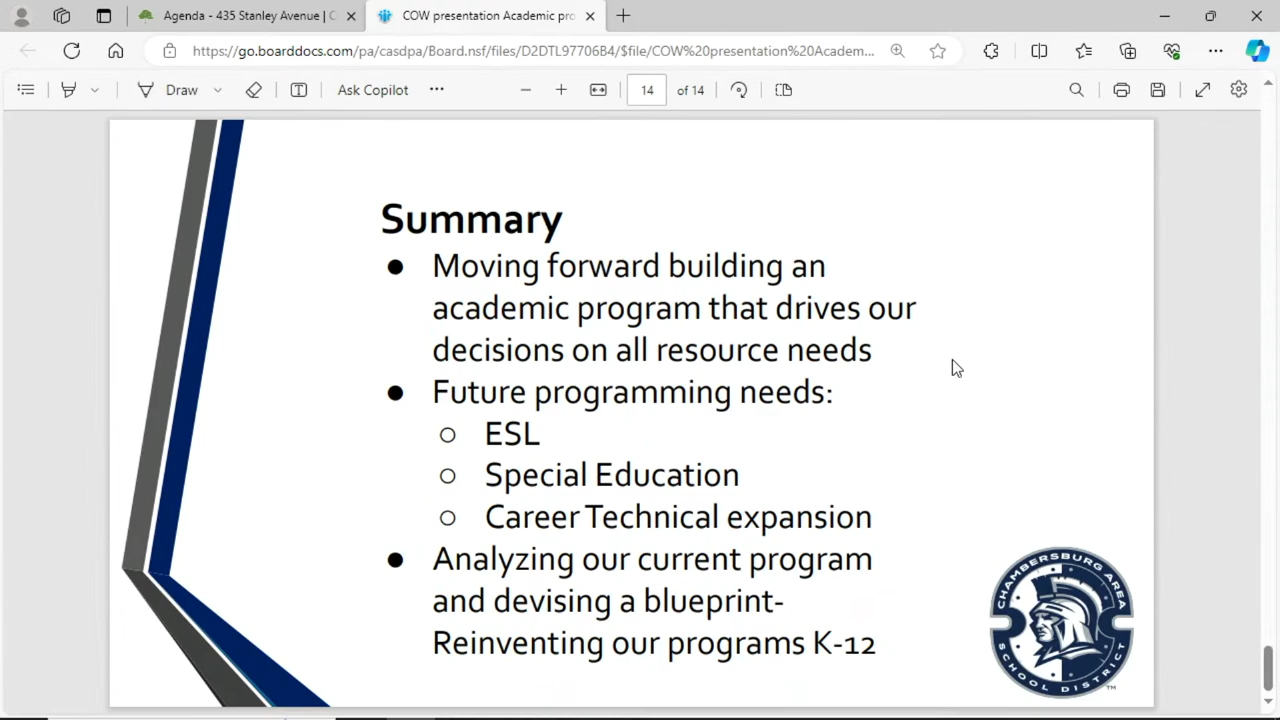 Agenda - 435 Stanley Avenue | C
COW presentation Academic pro
https://go.boarddocs.com/pa/casdpa/Board.nsf/files/D2DTL97706B4/$file/COW%20presentation%20Academ...
Draw
Ask Copilot
14
of 14
Summary
● Moving forward building an
academic program that drives our
decisions on all resource needs
● Future programming needs:
○ ESL
○ Special Education
○ Career Technical expansion
● Analyzing our current program
and devising a blueprint-
Reinventing our programs K-12
CHAMBERSBURG AREA
SCHOOL DISTRICT
TM